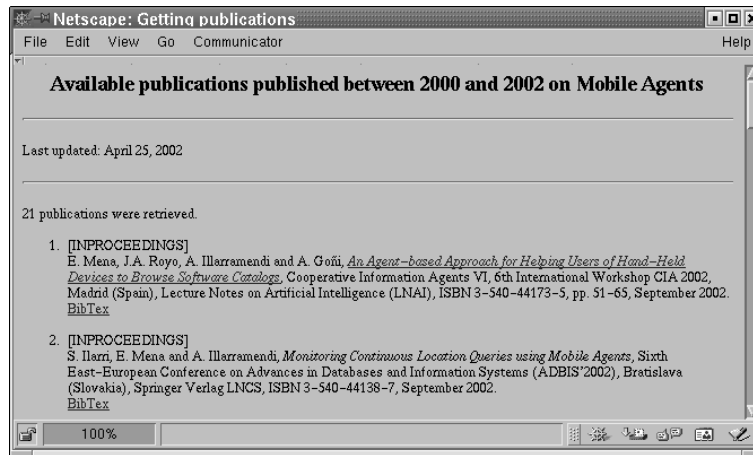 Netscape: Getting publications
File Edit View Go Communicator Help
Available publications published between 2000 and 2002 on Mobile Agents
Last updated: April 25, 2002
21 publications were retrieved.
1. [INPROCEEDINGS]
E. Mena, J.A. Royo, A. Illarramendi and A. Goñi, An Agent-based Approach for Helping Users of Hand-Held
Devices to Browse Software Catalogs, Cooperative Information Agents VI, 6th International Workshop CIA 2002,
Madrid (Spain), Lecture Notes on Artificial Intelligence (LNAI), ISBN 3-540-44173-5, pp. 51-65, September 2002.
BibTex
2. [INPROCEEDINGS]
S. Ilarri, E. Mena and A. Illarramendi, Monitoring Continuous Location Queries using Mobile Agents, Sixth
East-European Conference on Advances in Databases and Information Systems (ADBIS'2002), Bratislava
(Slovakia), Springer Verlag LNCS, ISBN 3-540-44138-7, September 2002.
BibTex
100%